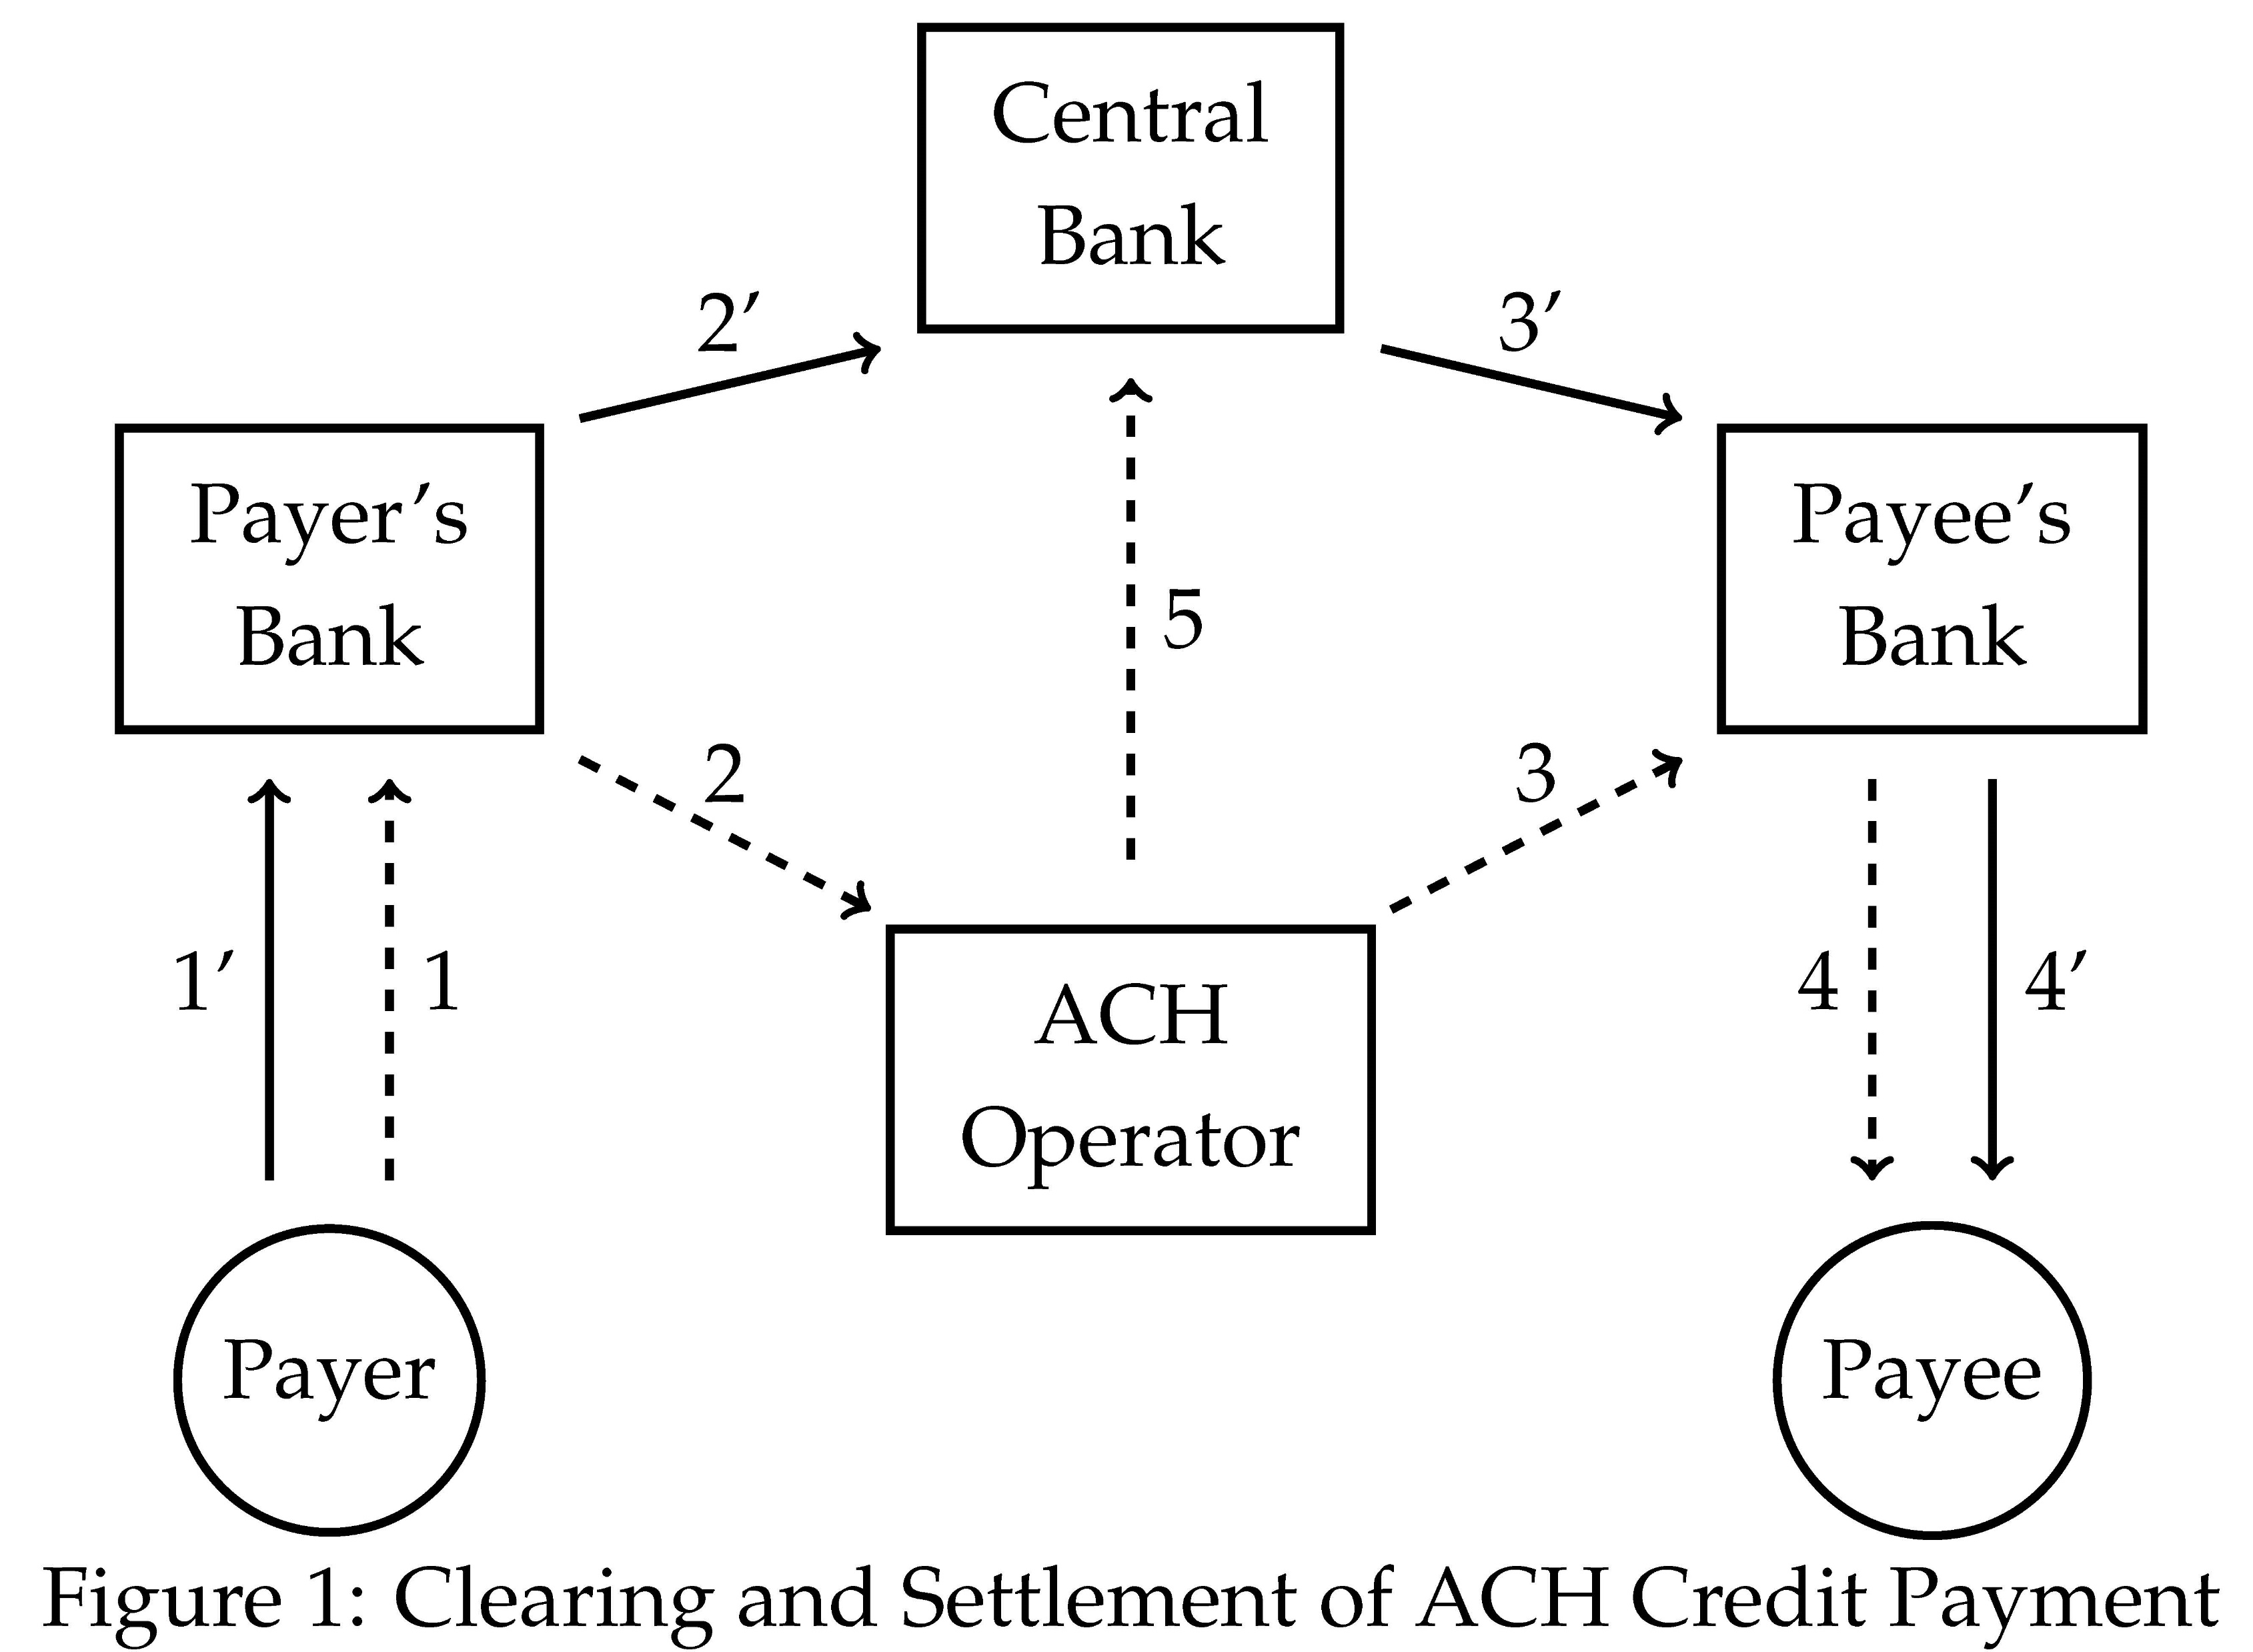 Central
Bank
2′
3′
Payer's
Bank
Payee's
Bank
5
2
3
1′
1
4
4′
ACH
Operator
Payer
Payee
Figure 1: Clearing and Settlement of ACH Credit Payment